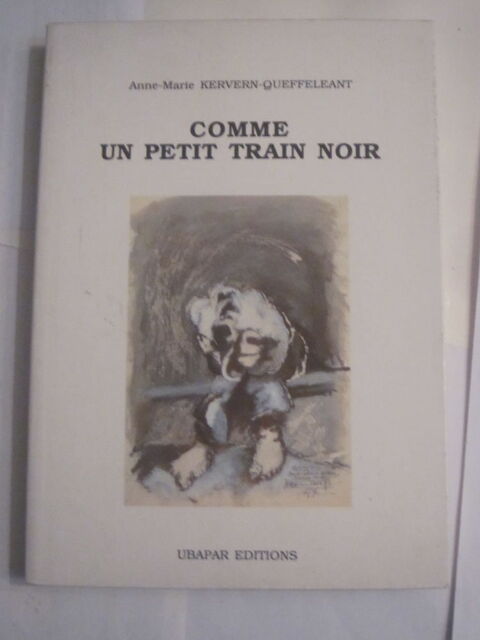 Anne-Marie KERVERN-QUEFFELEANT
COMME
UN PETIT TRAIN NOIR
UBAPAR EDITIONS